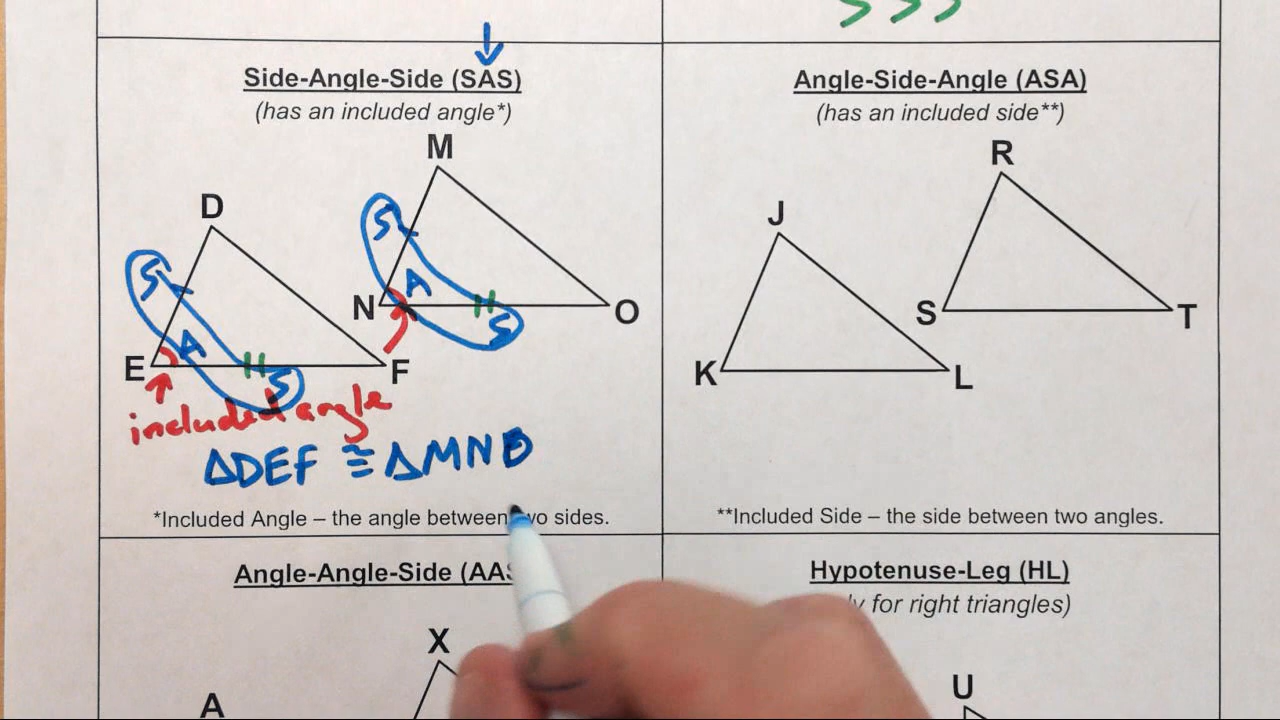 S S S
Side-Angle-Side (SAS)
(has an included angle*)
M
D
S
A
N
S
O
S
A
E
S
F
included angle
ΔDEF ≅ ΔMNO
*Included Angle – the angle between two sides.
Angle-Side-Angle (ASA)
(has an included side**)
R
J
S
T
K
L
**Included Side – the side between two angles.
Angle-Angle-Side (AAS
X
A
Hypotenuse-Leg (HL)
for right triangles)
U